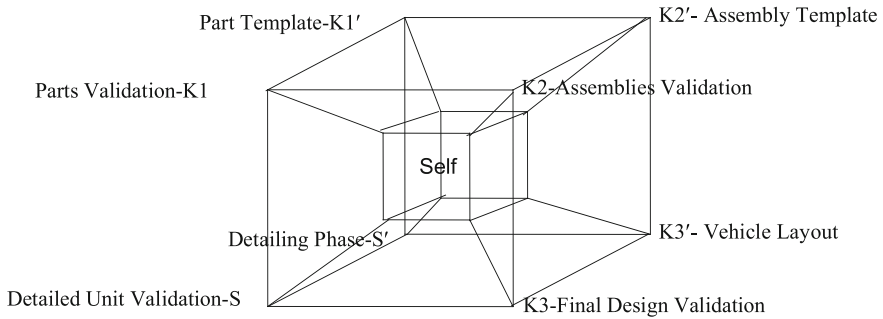 Part Template-K1′
K2′- Assembly Template
Parts Validation-K1
K2-Assemblies Validation
Self
Detailing Phase-S′
K3′- Vehicle Layout
Detailed Unit Validation-S
K3-Final Design Validation